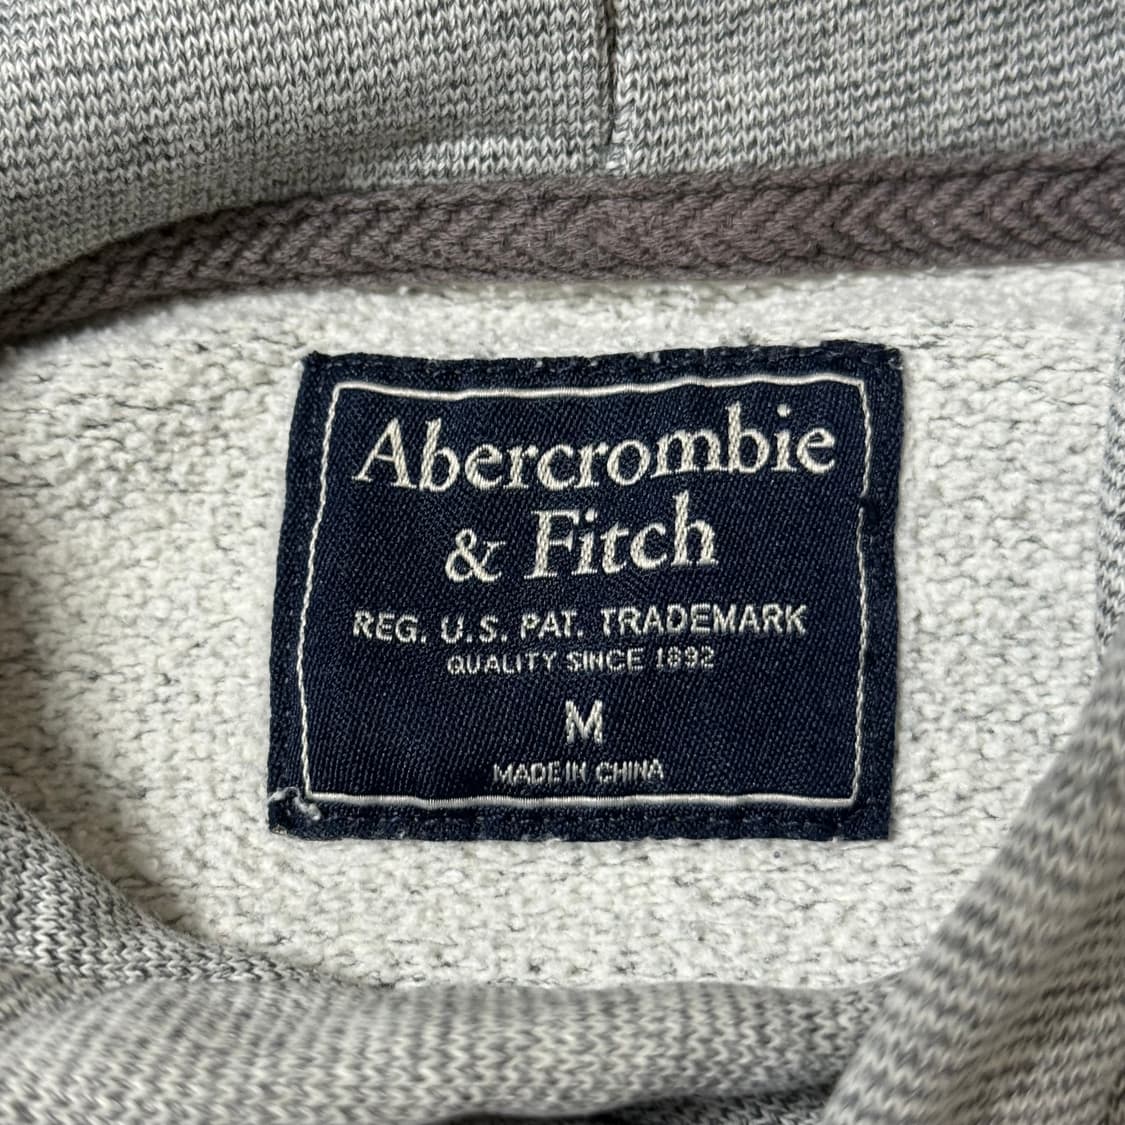 Abercrombie
& Fitch
REG. U.S. PAT. TRADEMARK
QUALITY SINCE 1892
M
MADE IN CHINA